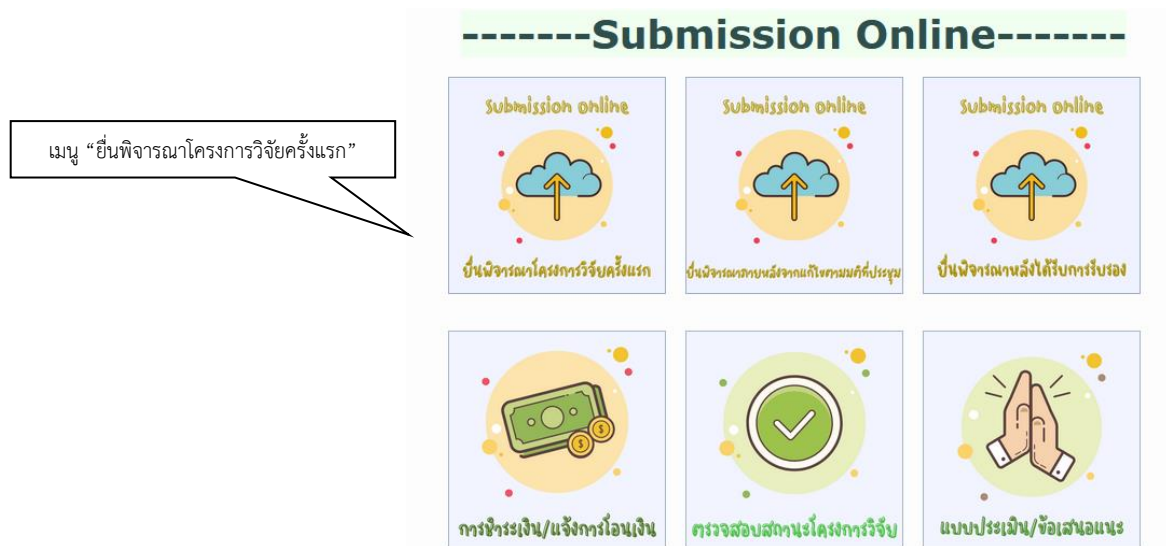 -------Submission Online-------
เมนู “ยื่นพิจารณาโครงการวิจัยครั้งแรก”
Submission online
ยื่นพิจารณาโครงการวิจัยครั้งแรก
Submission online
ยื่นพิจารณาภายหลังจากแก้ไขตามมติที่ประชุม
Submission online
ยื่นพิจารณาหลังได้รับการรับรอง
การชำระเงิน/แจ้งการโอนเงิน
ตรวจสอบสถานะโครงการวิจัย
แบบประเมิน/ข้อเสนอแนะ